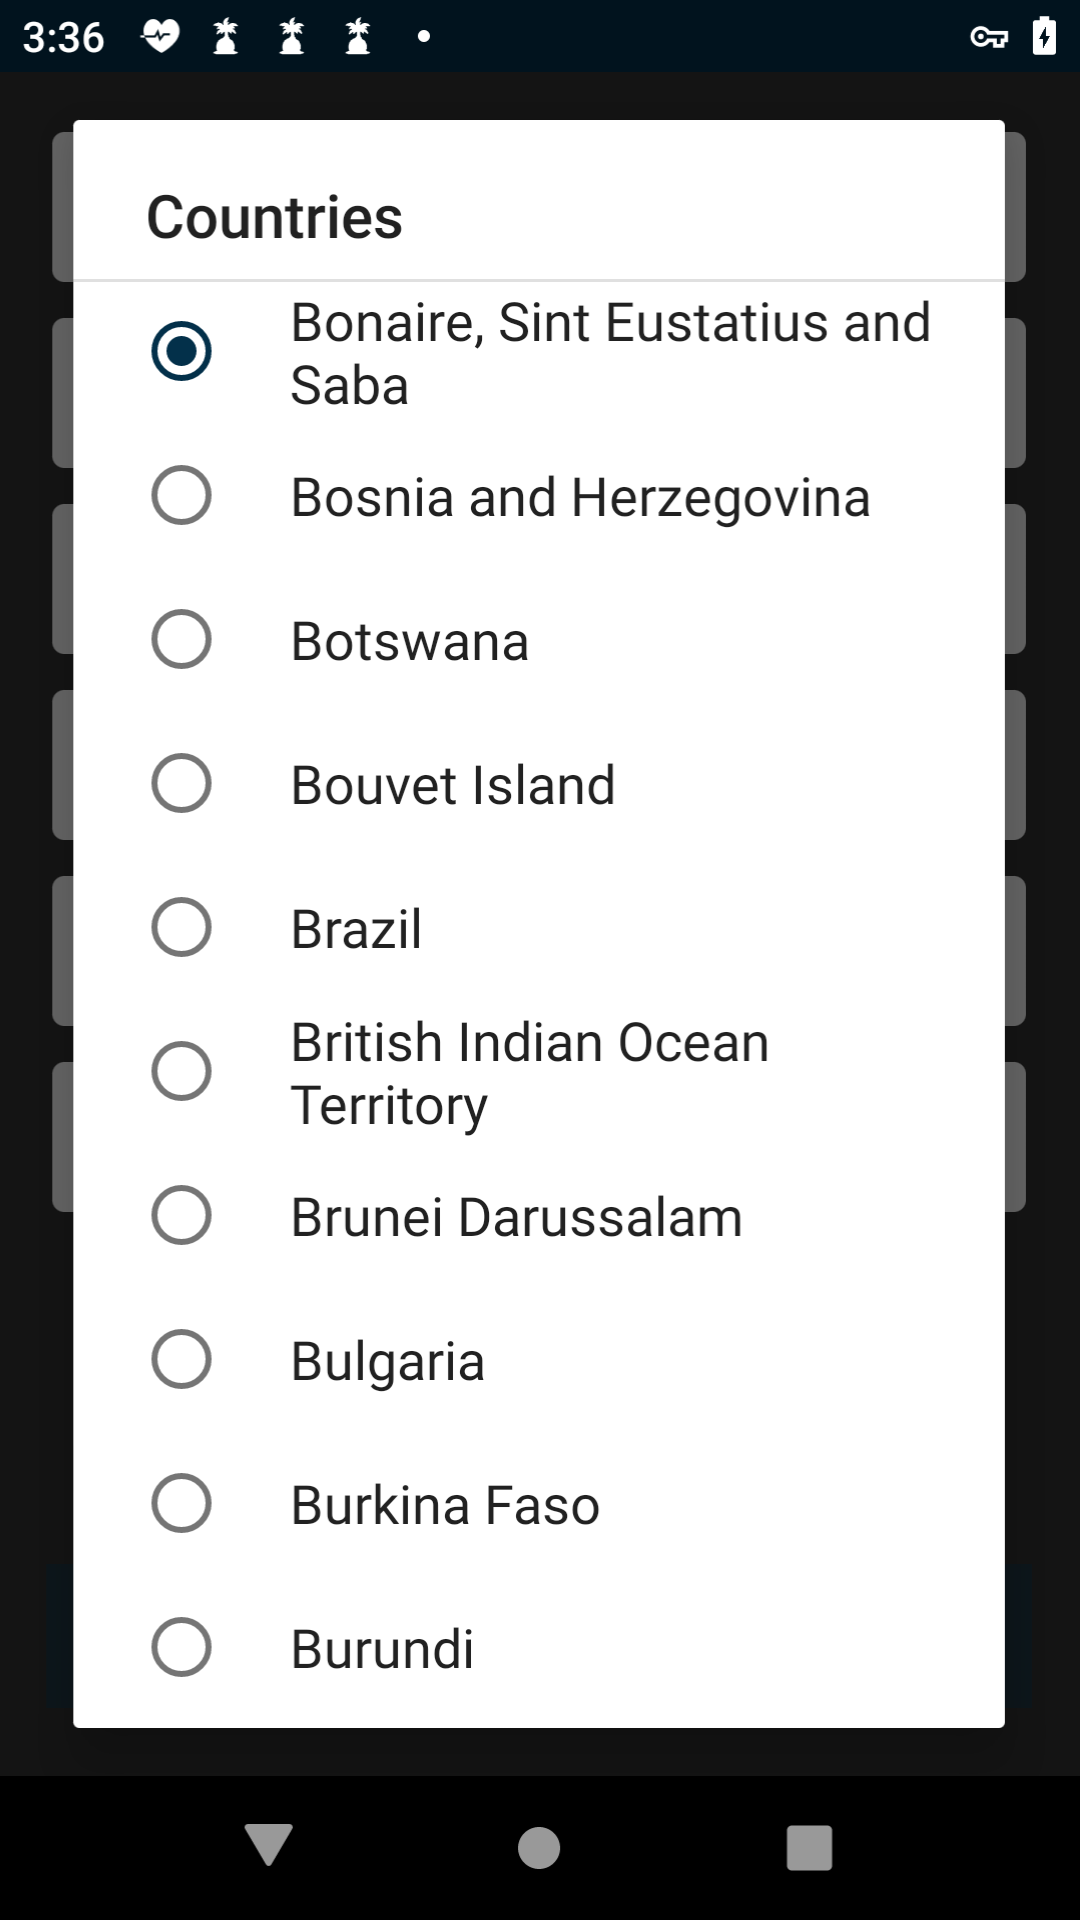 3:36
Countries
Bonaire, Sint Eustatius and
Saba
Bosnia and Herzegovina
Botswana
Bouvet Island
Brazil
British Indian Ocean
Territory
Brunei Darussalam
Bulgaria
Burkina Faso
Burundi